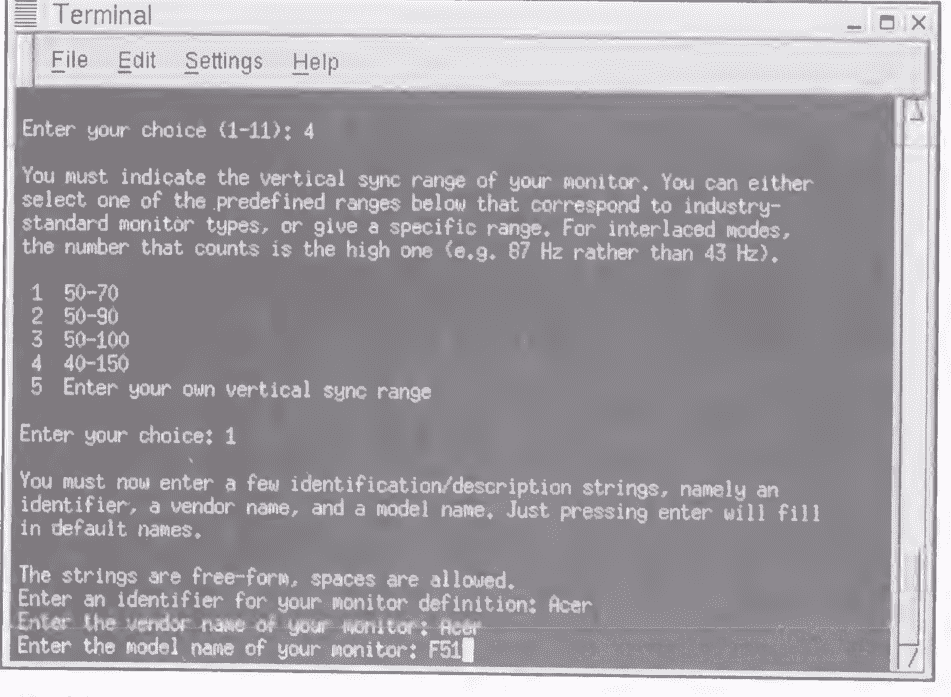 Terminal
File Edit Settings Help
Enter your choice (1-11): 4
You must indicate the vertical sync range of your monitor. You can either
select one of the predefined ranges below that correspond to industry-
standard monitor types, or give a specific range. For interlaced modes,
the number that counts is the high one (e.g. 87 Hz rather than 43 Hz).
1 50-70
2 50-90
3 50-100
4 40-150
5 Enter your own vertical sync range
Enter your choice: 1
You must now enter a few identification/description strings, namely an
identifier, a vendor name, and a model name. Just pressing enter will fill
in default names.
The strings are free-form, spaces are allowed.
Enter an identifier for your monitor definition: Acer
Enter the vendor name of your monitor: Acer
Enter the model name of your monitor: F51